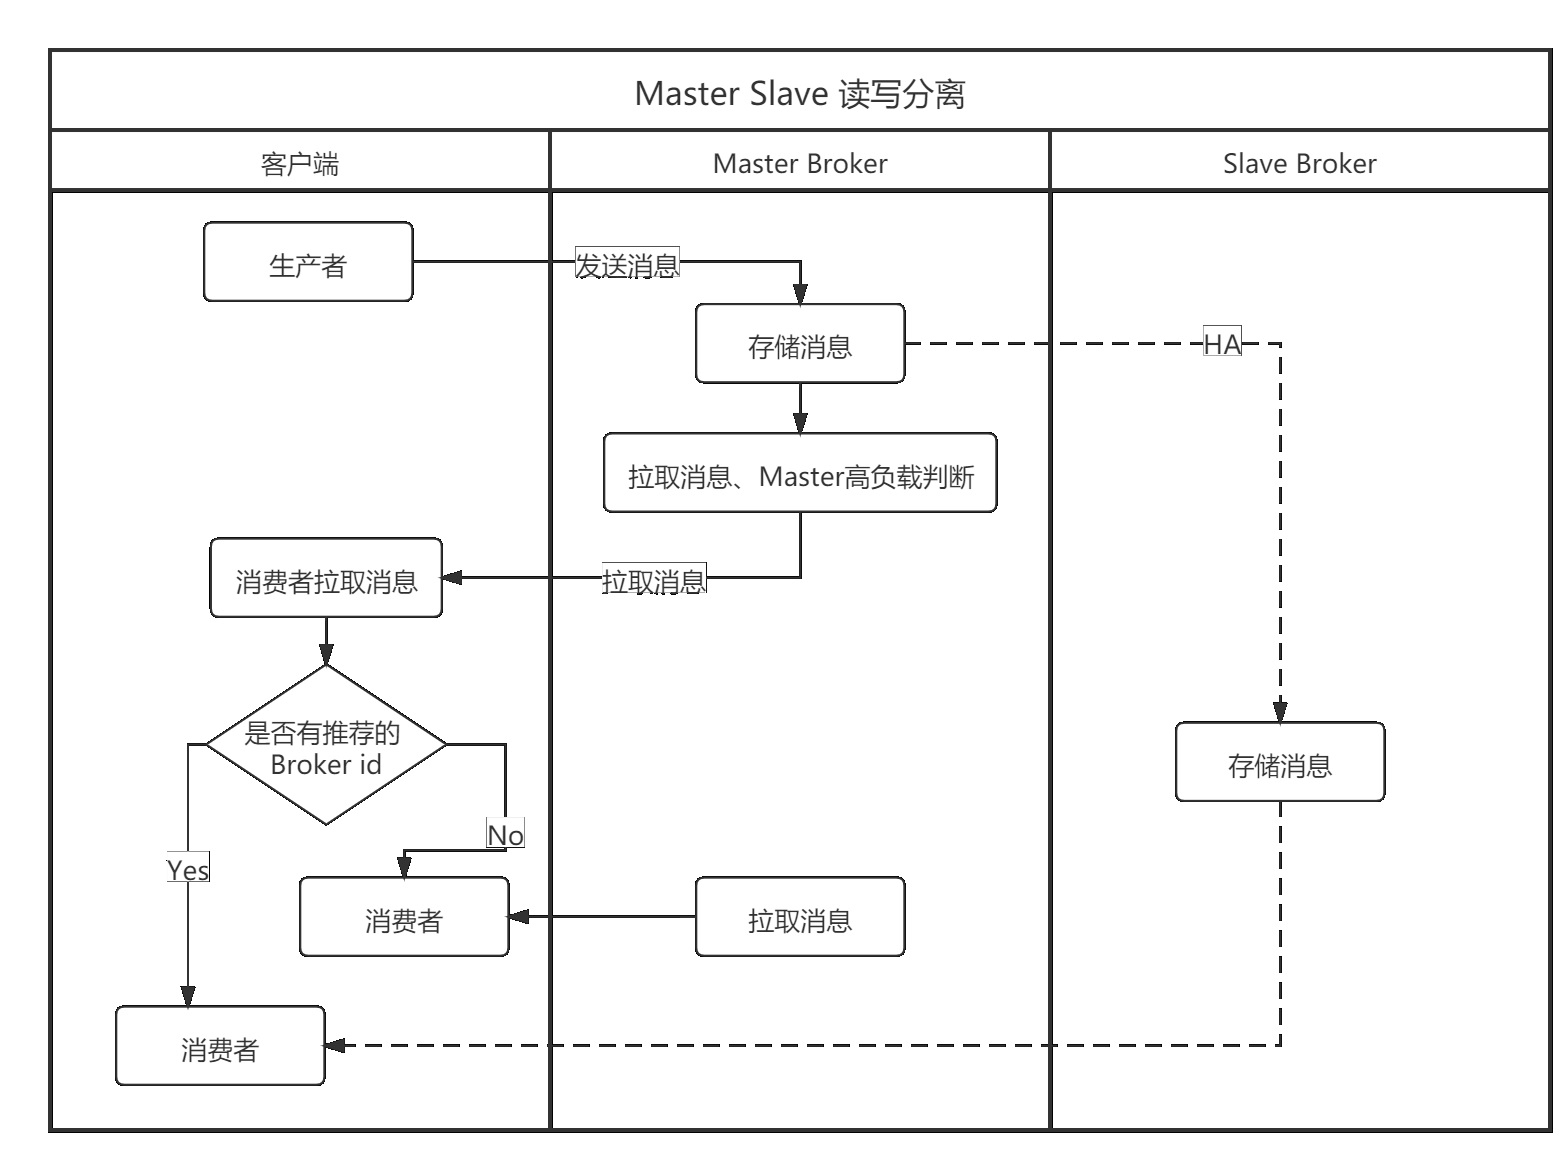 Master Slave 读写分离
客户端
Master Broker
Slave Broker
生产者
发送消息
存储消息
HA
拉取消息、Master高负载判断
消费者拉取消息
拉取消息
是否有推荐的
Broker id
存储消息
No
Yes
消费者
拉取消息
消费者